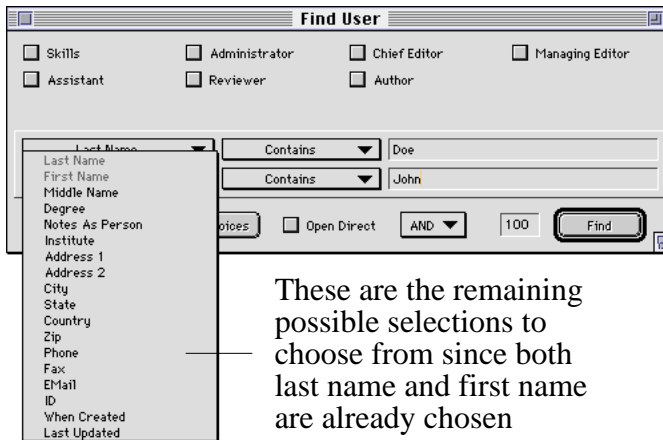 Find User
Skills Administrator Chief Editor Managing Editor
Assistant Reviewer Author
Last Name Contains Doe
Contains John
Open Direct AND 100 Find
Last Name
First Name
Middle Name
Degree
Notes As Person
Institute
Address 1
Address 2
City
State
Country
Zip
Phone
Fax
EMail
ID
When Created
Last Updated
These are the remaining
possible selections to
choose from since both
last name and first name
are already chosen